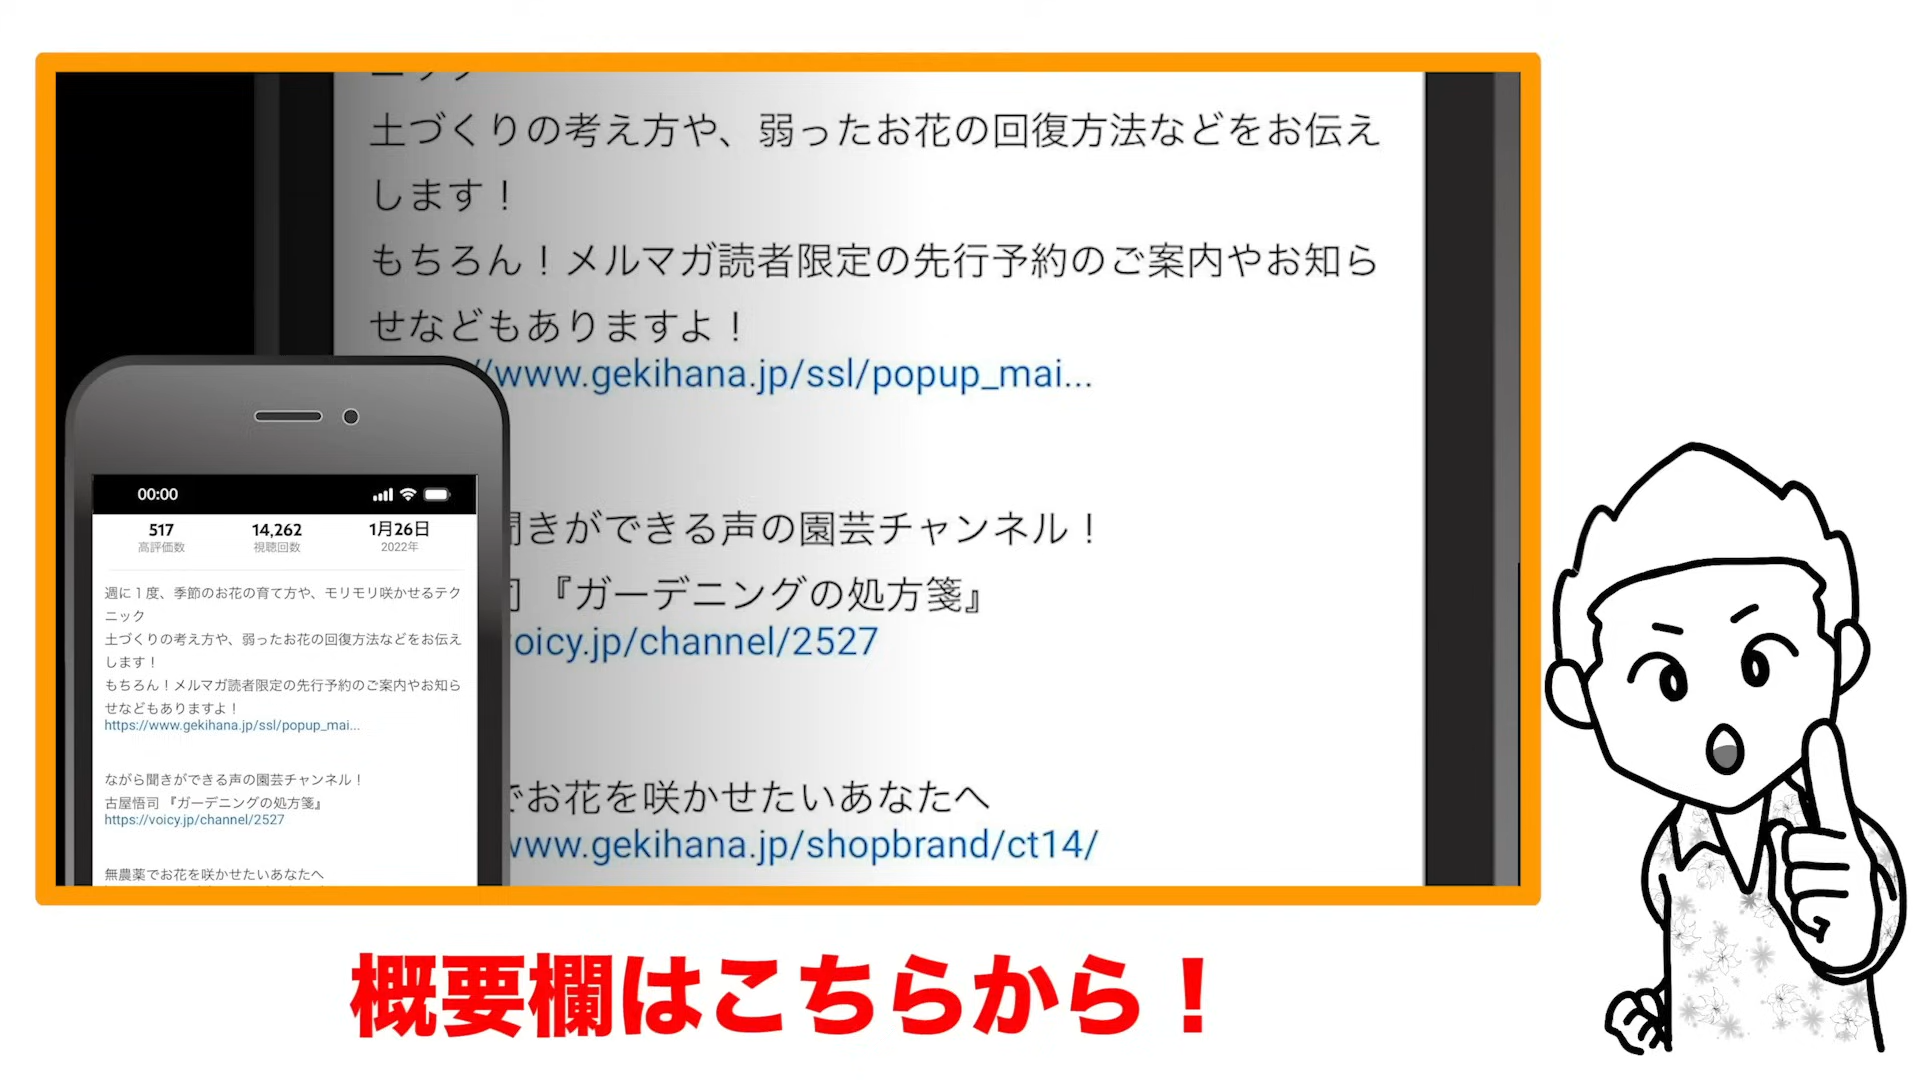 土づくりの考え方や、弱ったお花の回復方法などをお伝え
します！
もちろん！メルマガ読者限定の先行予約のご案内やお知ら
せなどもありますよ！
//www.gekihana.jp/ssl/popup_mai...
聞きができる声の園芸チャンネル！
司 『ガーデニングの処方箋』
voicy.jp/channel/2527
でお花を咲かせたいあなたへ
www.gekihana.jp/shopbrand/ct14/
00:00
517 14,262 1月26日
高評価数 視聴回数 2022年
週に１度、季節のお花の育て方や、モリモリ咲かせるテク
ニック
土づくりの考え方や、弱ったお花の回復方法などをお伝え
します！
もちろん！メルマガ読者限定の先行予約のご案内やお知ら
せなどもありますよ！
https://www.gekihana.jp/ssl/popup_mai...
ながら聞きができる声の園芸チャンネル！
古屋悟司 『ガーデニングの処方箋』
https://voicy.jp/channel/2527
無農薬でお花を咲かせたいあなたへ
概要欄はこちらから！